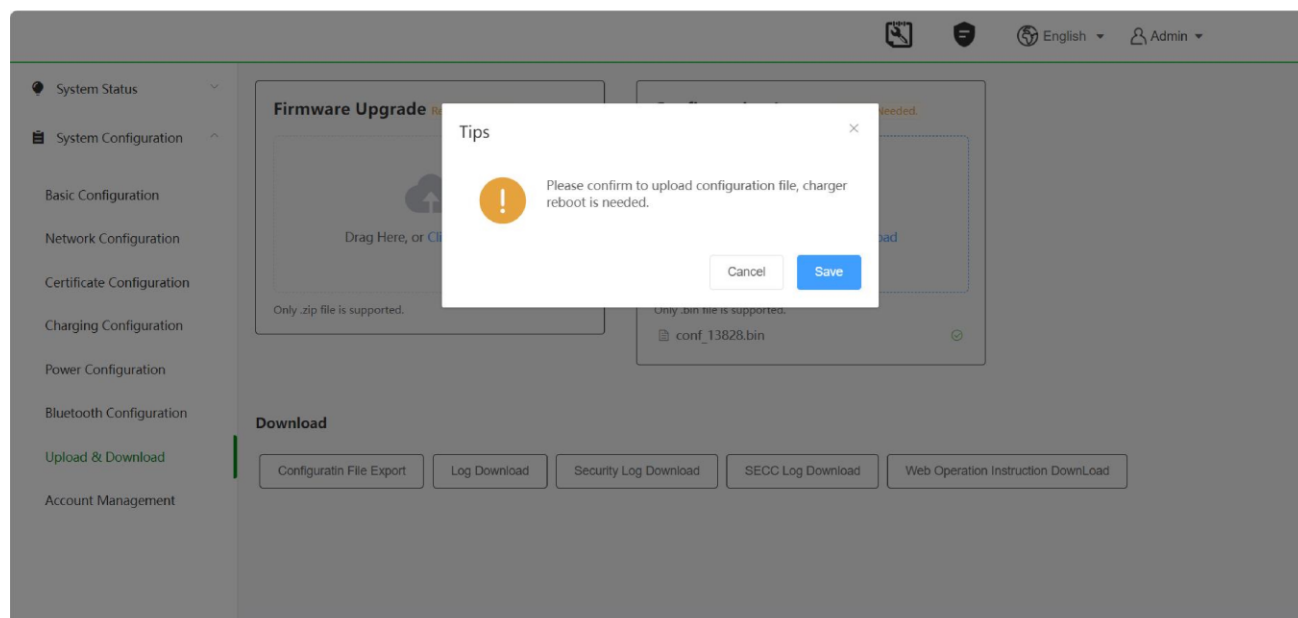 English
Admin
System Status
System Configuration
Basic Configuration
Network Configuration
Certificate Configuration
Charging Configuration
Power Configuration
Bluetooth Configuration
Upload & Download
Account Management
Firmware Upgrade
Drag Here, or
Only .zip file is supported.
Needed.
Tips
Please confirm to upload configuration file, charger
reboot is needed.
Cancel
Save
Only .bin file is supported.
conf_13828.bin
Download
Configuratin File Export
Log Download
Security Log Download
SECC Log Download
Web Operation Instruction DownLoad